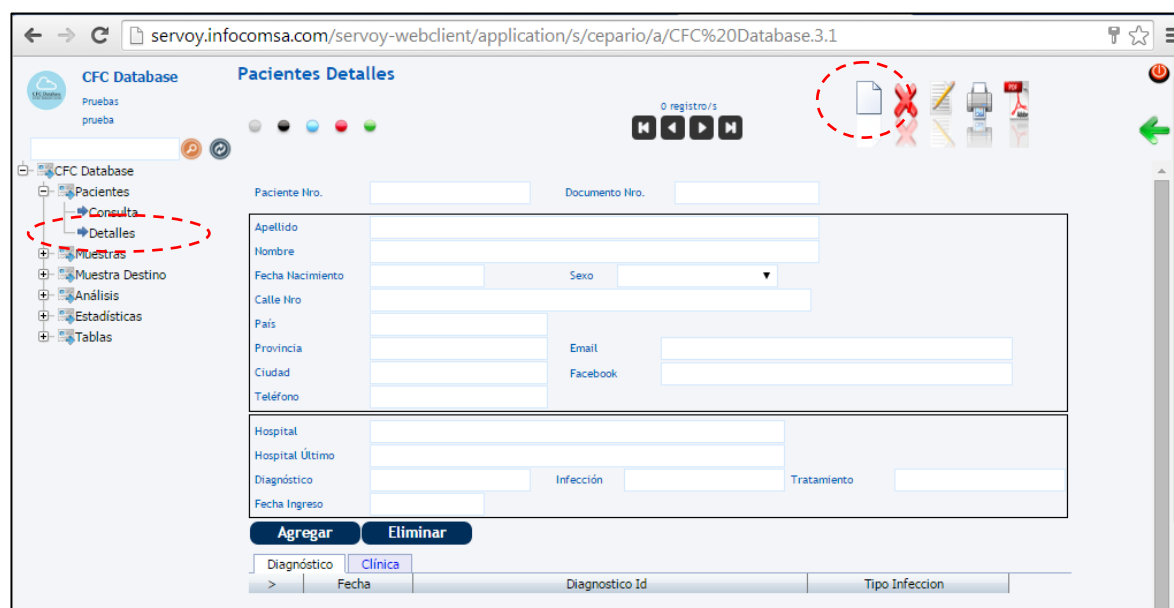 servoy.infocomsa.com/servoy-webclient/application/s/cepario/a/CFC%20Database.3.1
CFC Database
Pruebas
prueba
Pacientes Detalles
0 registro/s
CFC Database
Pacientes
Consulta
Detalles
Muestras
Muestra Destino
Análisis
Estadísticas
Tablas
Paciente Nro. Documento Nro.
Apellido
Nombre
Fecha Nacimiento Sexo
Calle Nro
País
Provincia Email
Ciudad Facebook
Teléfono
Hospital
Hospital Último
Diagnóstico Infección Tratamiento
Fecha Ingreso
Agregar Eliminar
Diagnóstico Clínica
> Fecha Diagnostico Id Tipo Infeccion